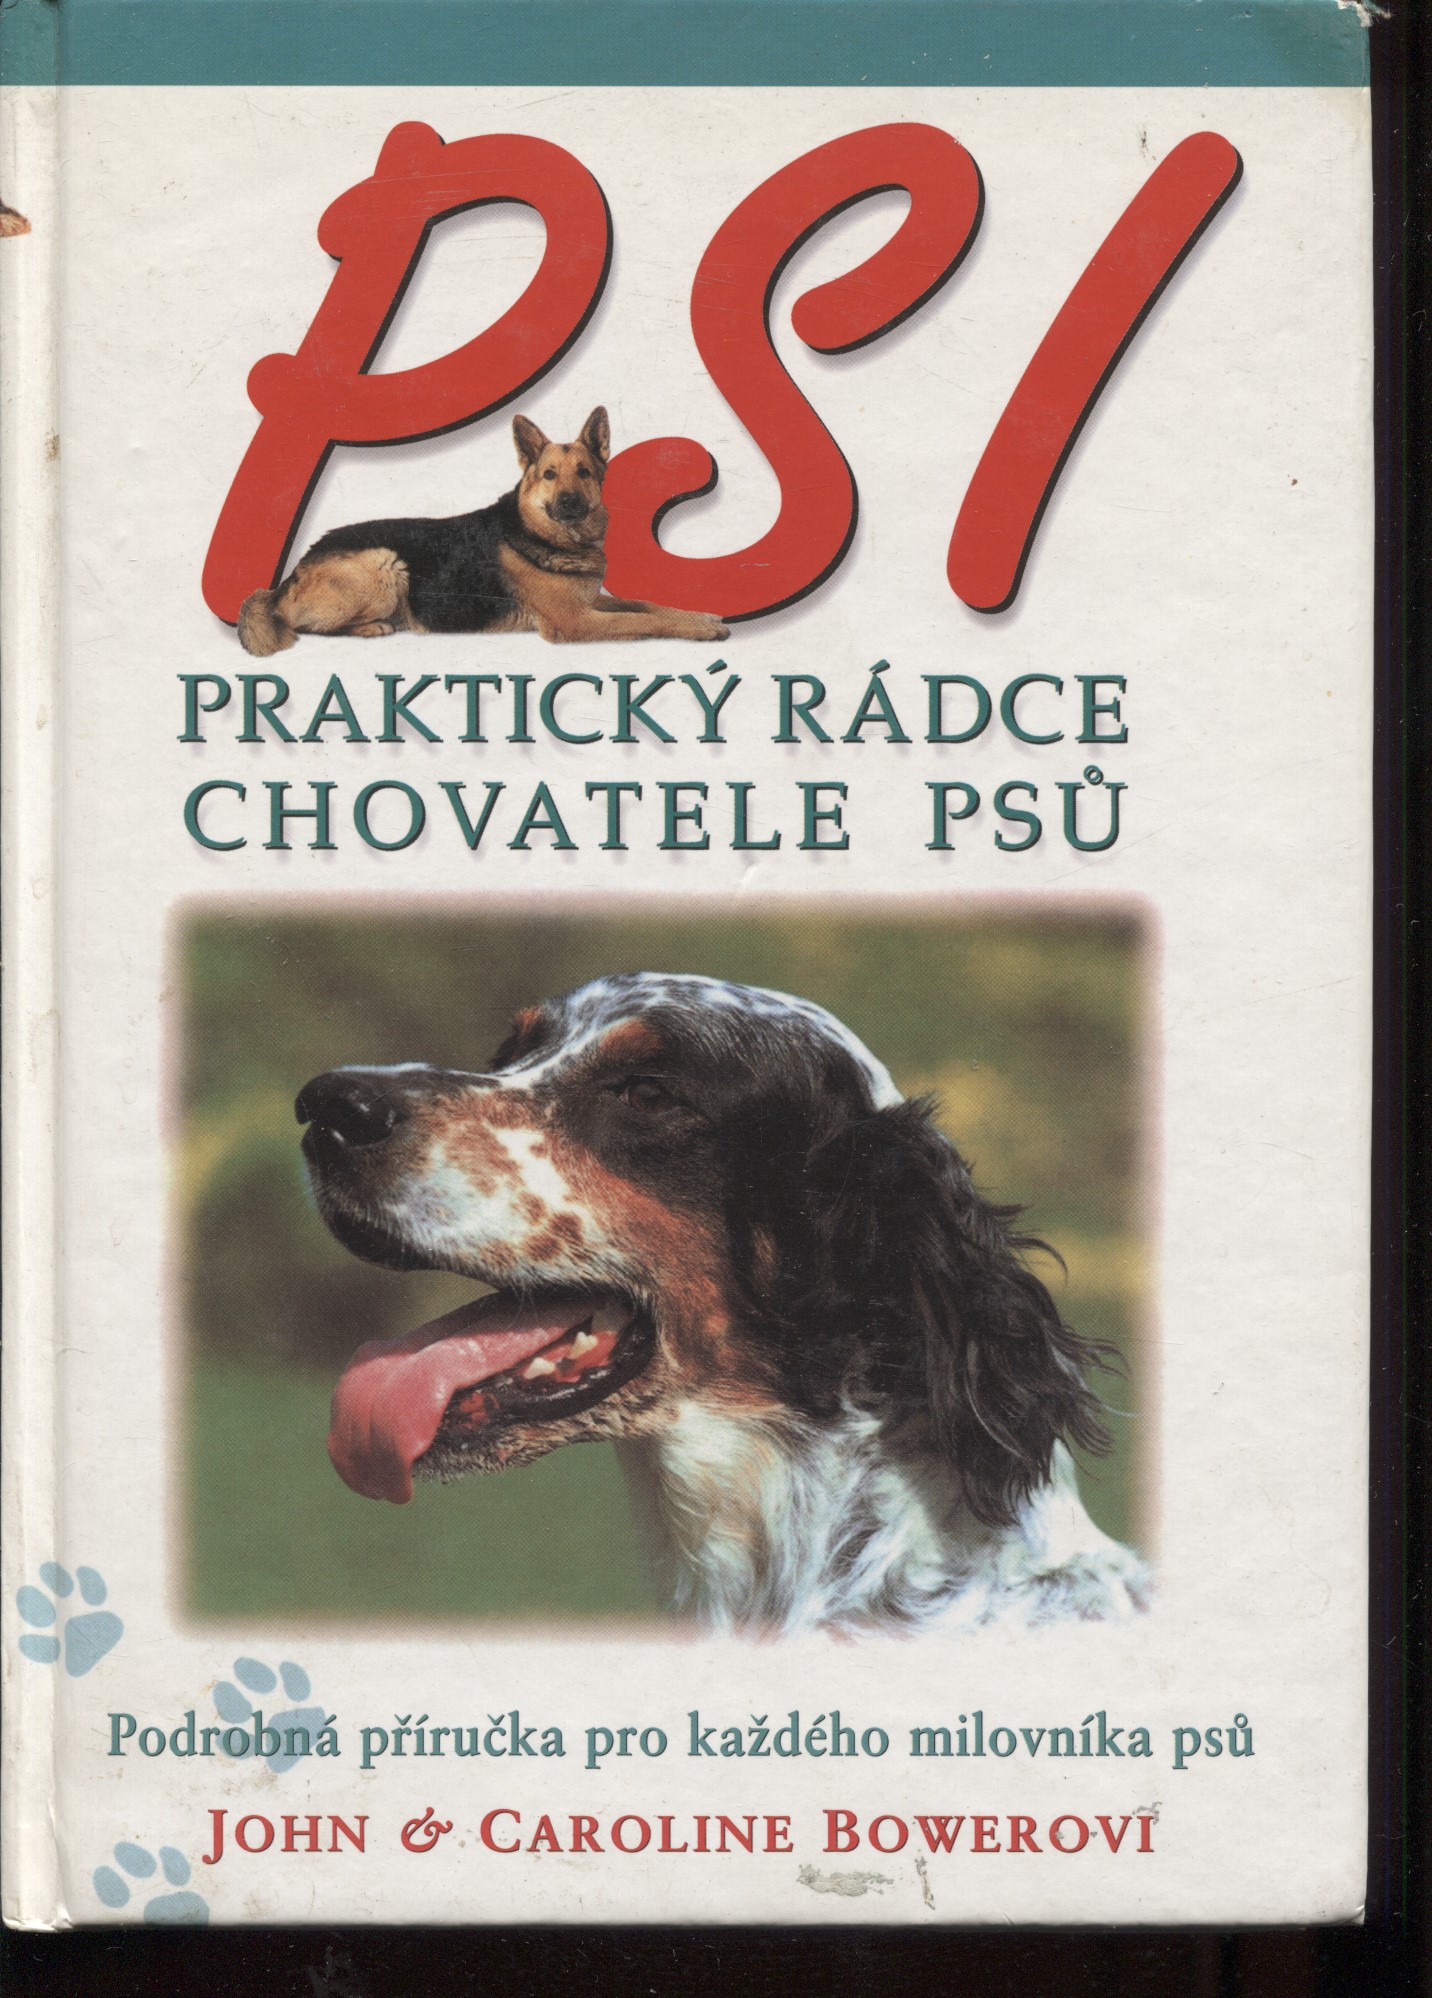 PSI
PRAKTICKÝ RÁDCE
CHOVATELE PSŮ
Podrobná příručka pro každého milovníka psů
JOHN & CAROLINE BOWEROVI